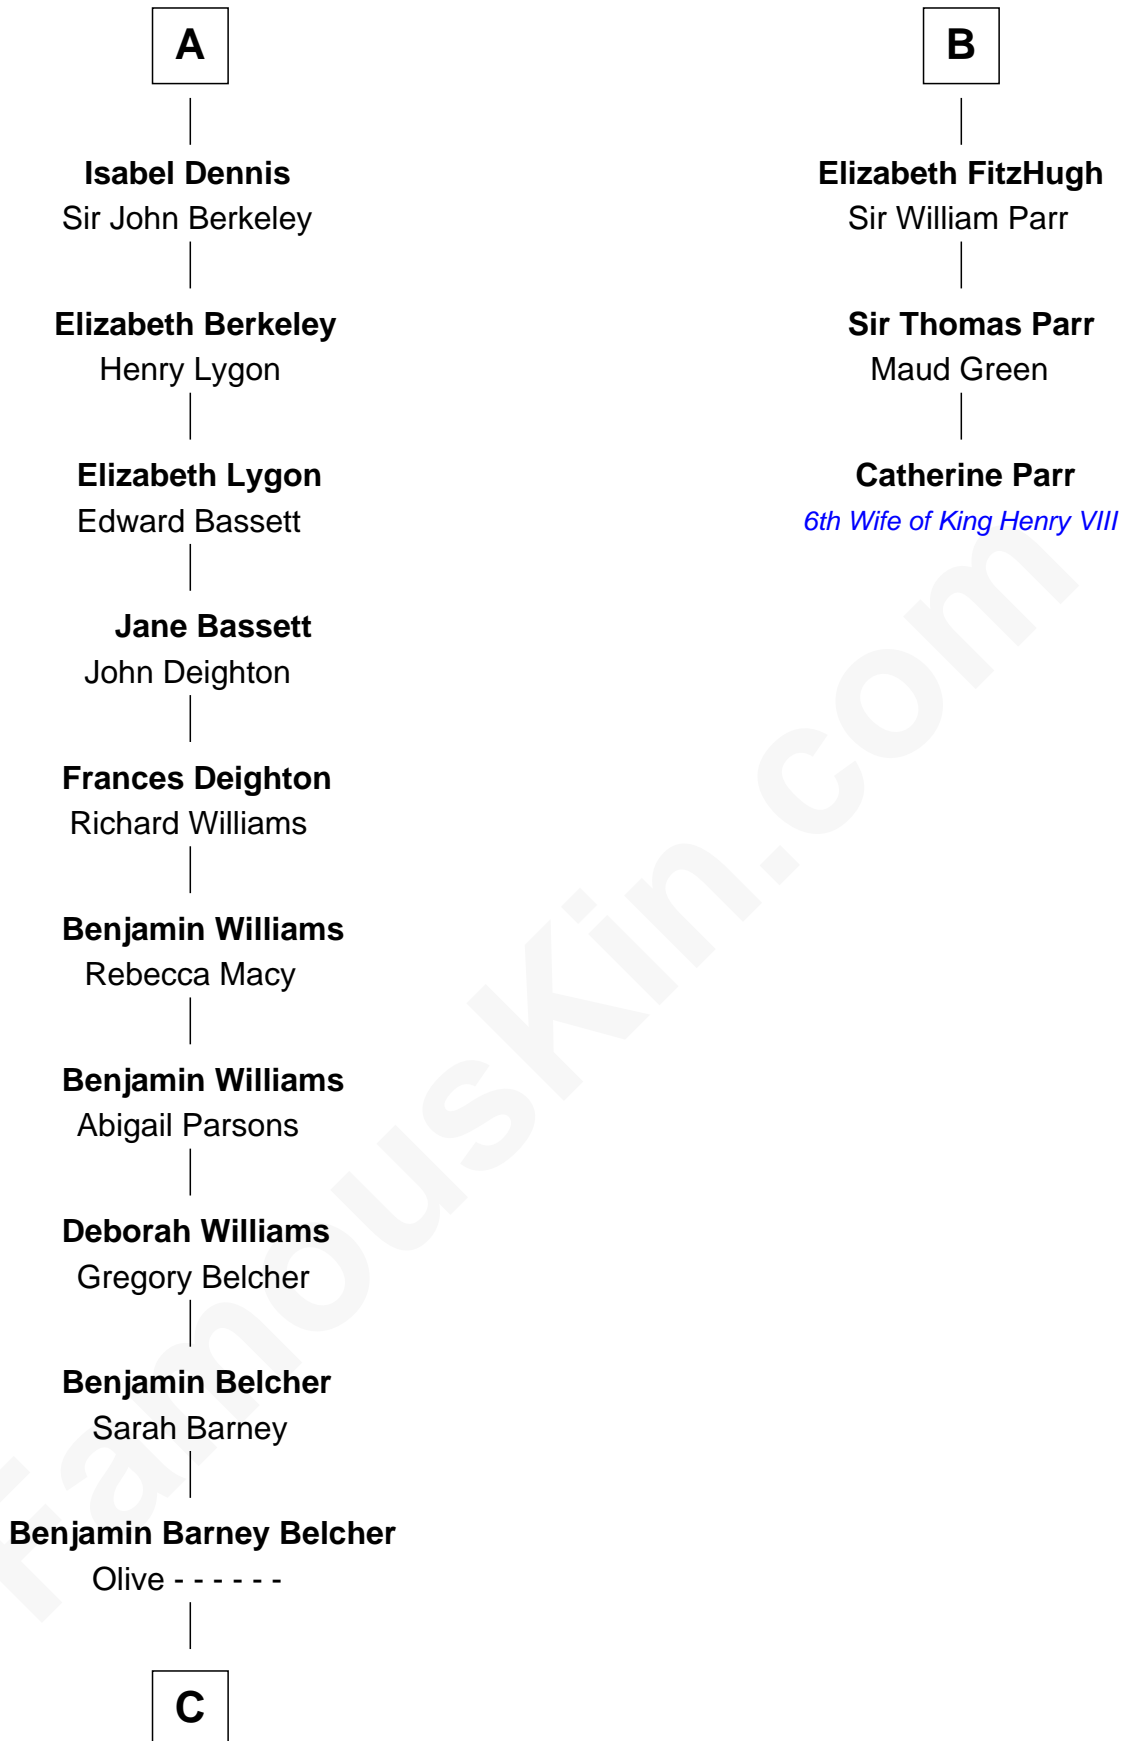 A
Isabel Dennis
Sir John Berkeley
Elizabeth Berkeley
Henry Lygon
Elizabeth Lygon
Edward Bassett
Jane Bassett
John Deighton
Frances Deighton
Richard Williams
Benjamin Williams
Rebecca Macy
Benjamin Williams
Abigail Parsons
Deborah Williams
Gregory Belcher
Benjamin Belcher
Sarah Barney
Benjamin Barney Belcher
Olive - - - - - -
C
B
Elizabeth FitzHugh
Sir William Parr
Sir Thomas Parr
Maud Green
Catherine Parr
6th Wife of King Henry VIII
FamousKin.com